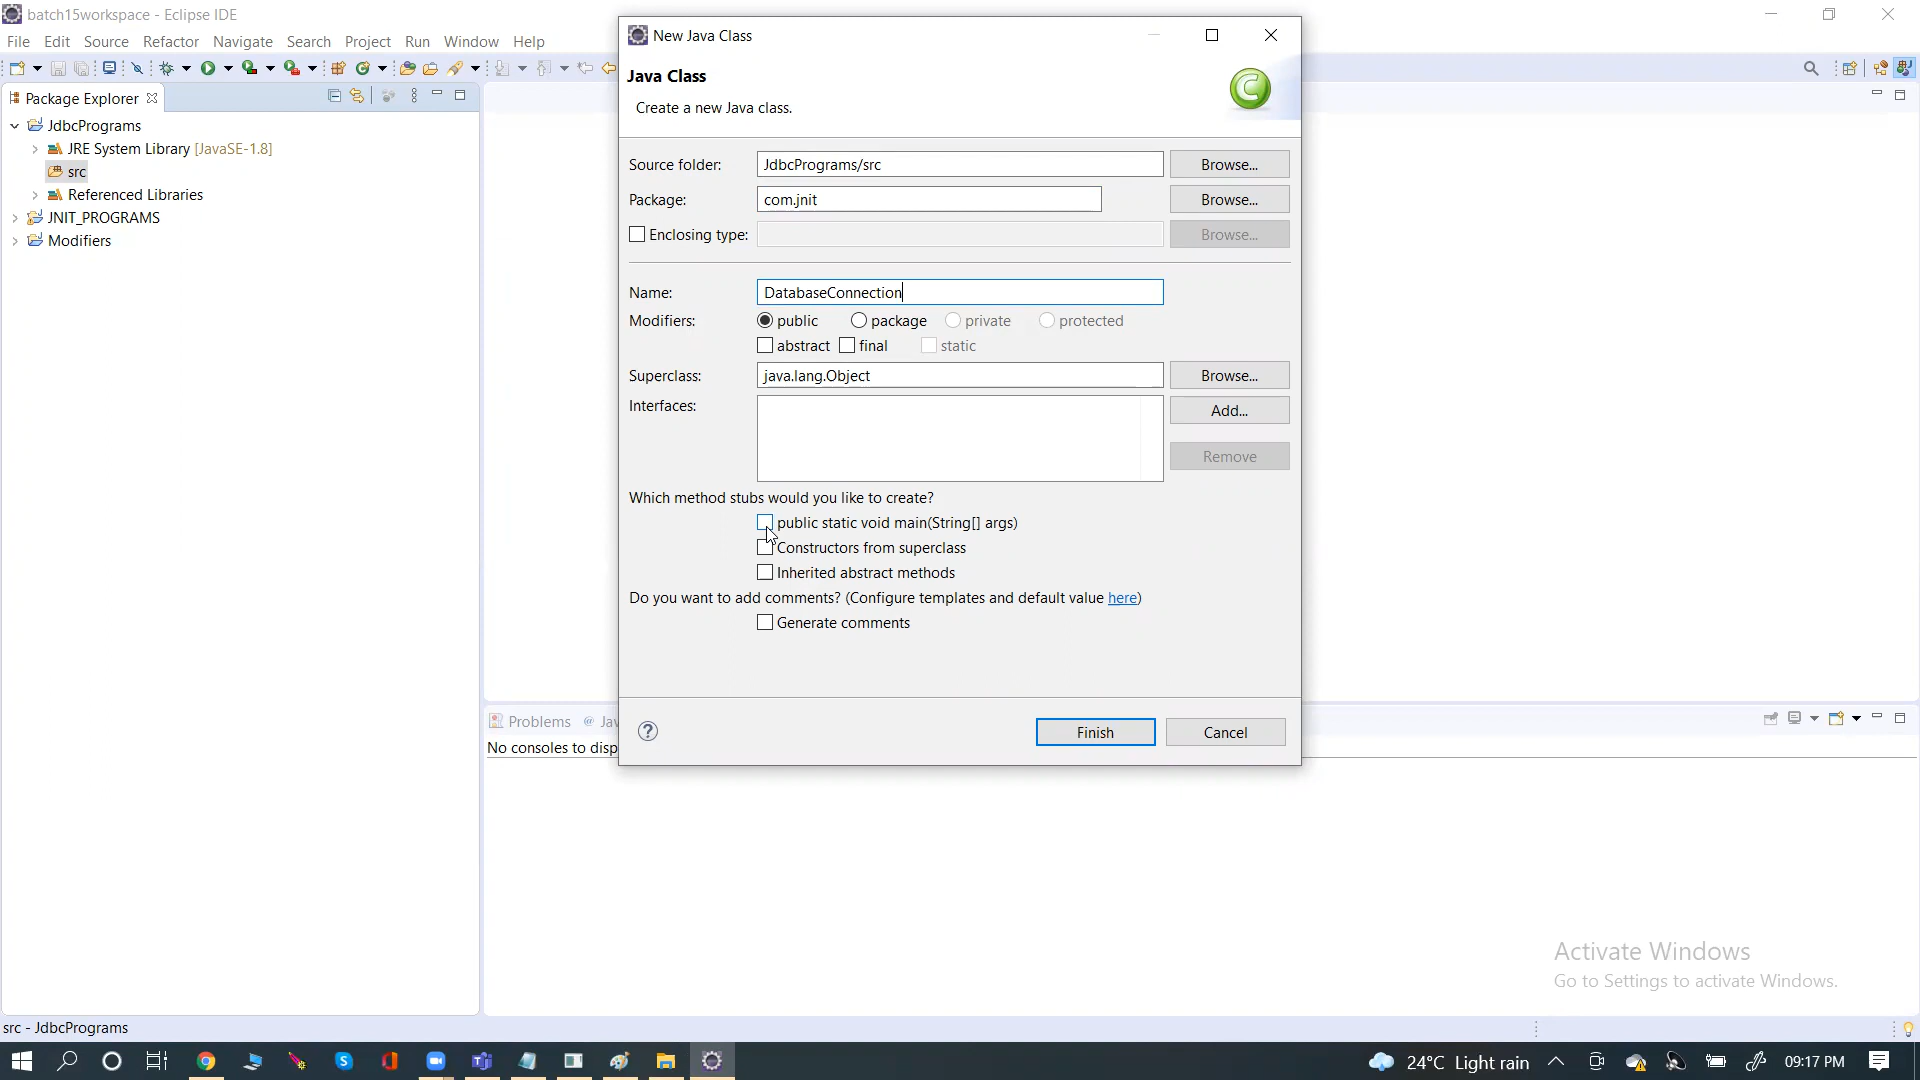 batch15workspace - Eclipse IDE
File Edit Source Refactor Navigate Search Project Run Window Help
Package Explorer
JdbcPrograms
JRE System Library [JavaSE-1.8]
src
Referenced Libraries
JNIT_PROGRAMS
Modifiers
New Java Class
Java Class
Create a new Java class.
Source folder: JdbcPrograms/src Browse...
Package: com.jnit Browse...
Enclosing type: Browse...
Name: DatabaseConnection
Modifiers: public package private protected
abstract final static
Superclass: java.lang.Object Browse...
Interfaces: Add...
Remove
Which method stubs would you like to create?
public static void main(String[] args)
Constructors from superclass
Inherited abstract methods
Do you want to add comments? (Configure templates and default value here)
Generate comments
Finish Cancel
Problems @ Jav
No consoles to disp
Activate Windows
Go to Settings to activate Windows.
src - JdbcPrograms
24°C Light rain 09:17 PM